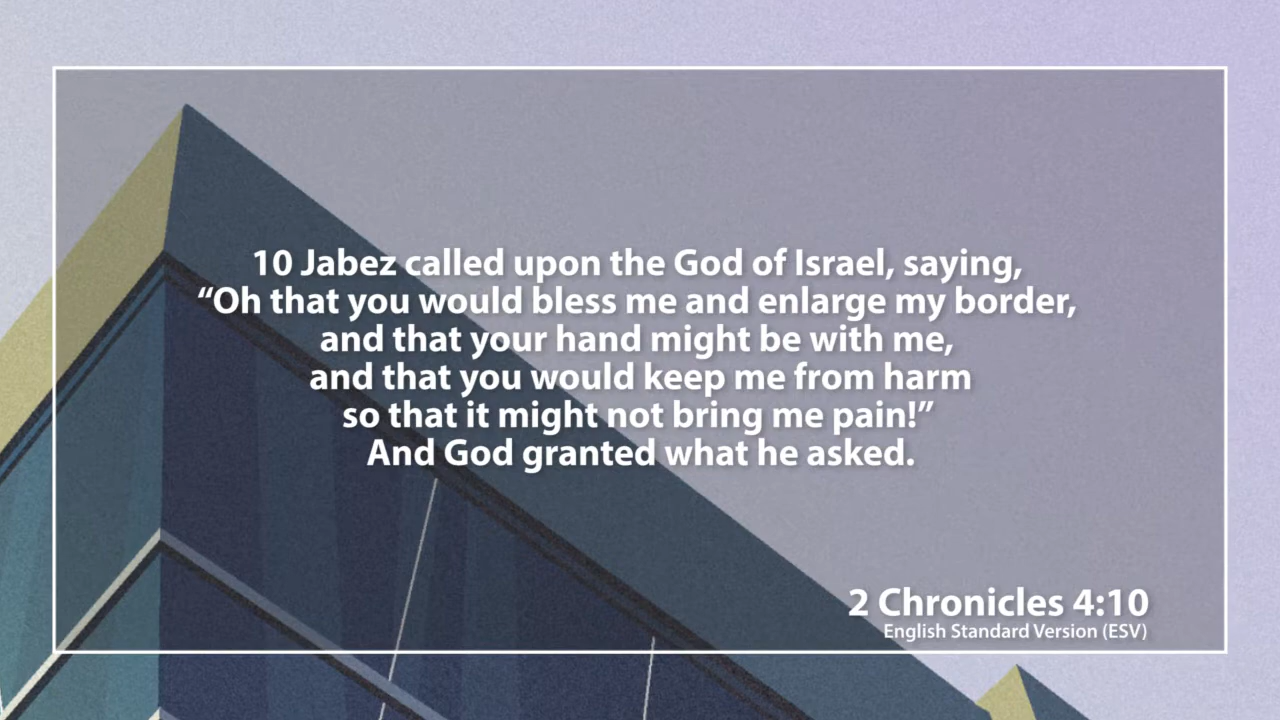 10 Jabez called upon the God of Israel, saying,
“Oh that you would bless me and enlarge my border,
and that your hand might be with me,
and that you would keep me from harm
so that it might not bring me pain!”
And God granted what he asked.
2 Chronicles 4:10
English Standard Version (ESV)